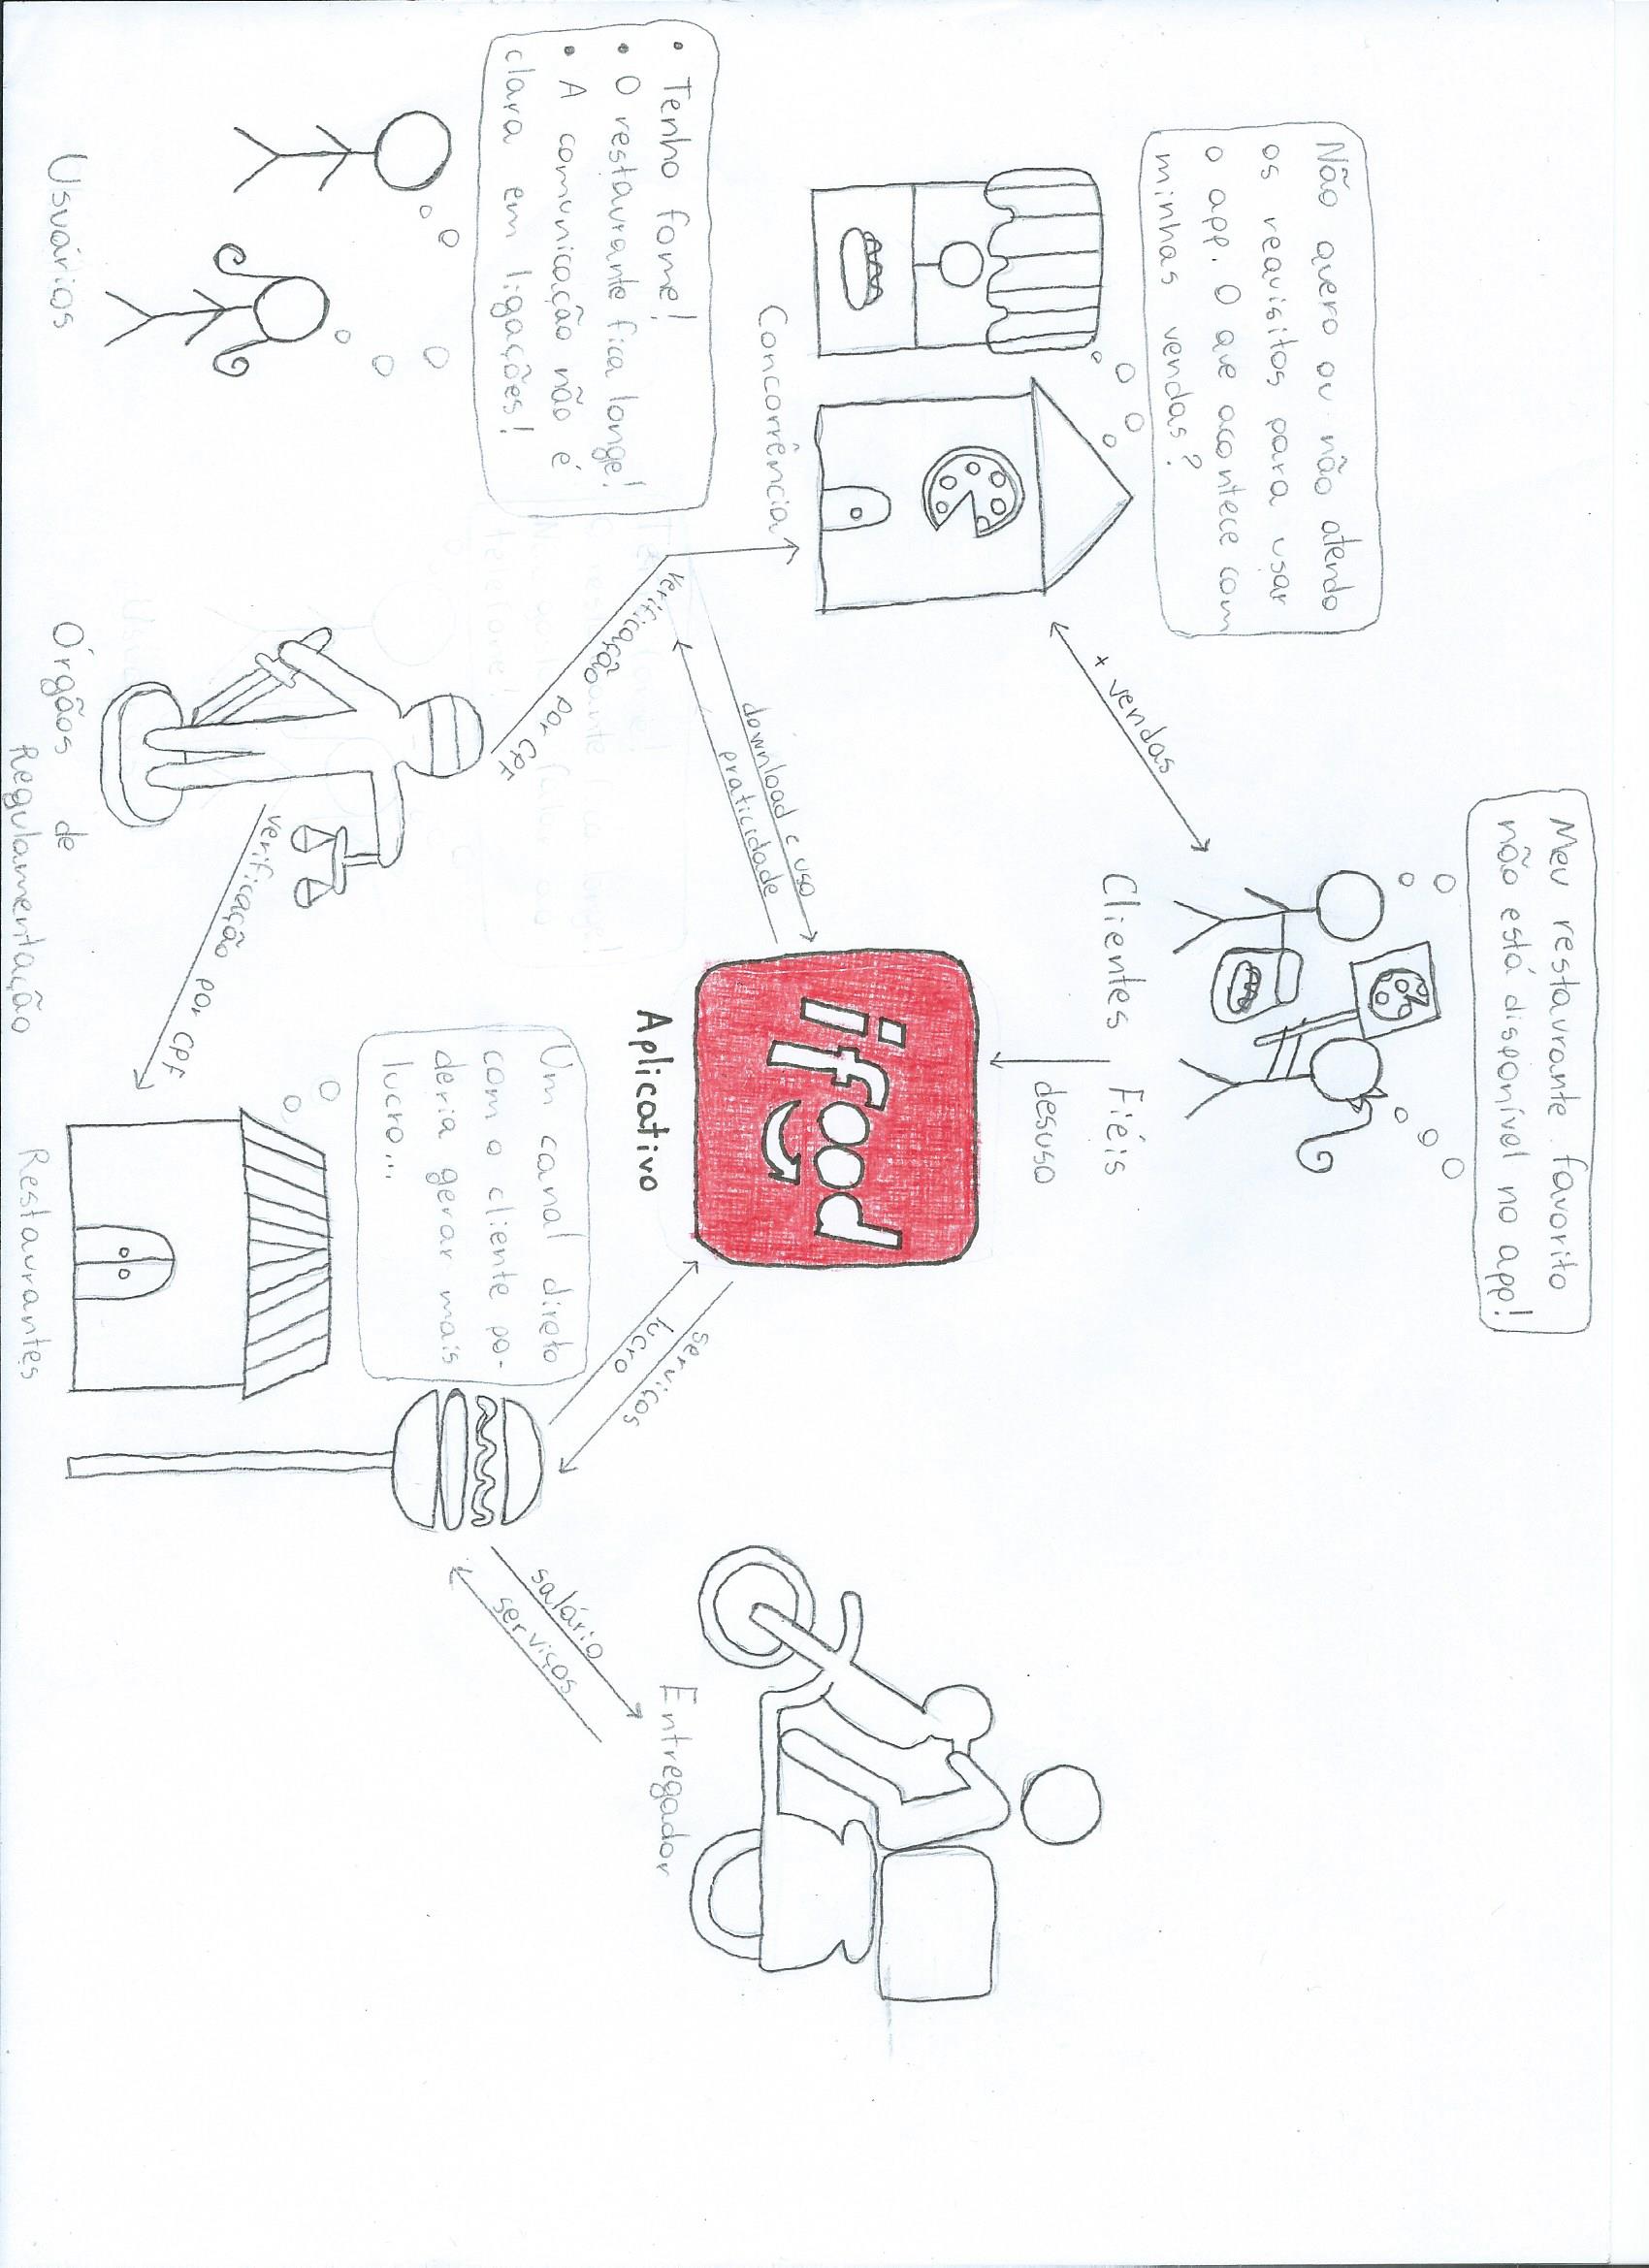 Meu restaurante favorito
não está disponível no app!
Clientes Fiéis
Não quero ou não atendo
os requisitos para usar
o app. O que acontece com
minhas vendas?
+ vendas
desuso
Concorrência
ifood
Aplicativo
download e uso
praticidade
Entregador
serviços
lucro
salário
serviços
• Tenho fome!
• O restaurante fica longe!
• A comunicação não é
clara em ligações!
Usuários
verificação por CPF
Órgãos de
Regulamentação
verificação por CPF
Um canal direto
com o cliente po-
deria gerar mais
lucro...
Restaurantes